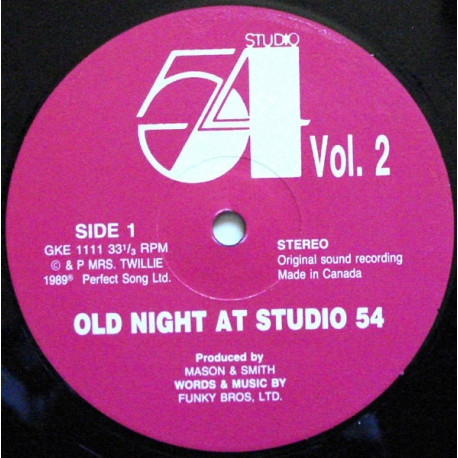 STUDIO
54
Vol. 2
SIDE 1
GKE 1111 33 1/3 RPM
© & P MRS. TWILLIE
1989® Perfect Song Ltd.
STEREO
Original sound recording
Made in Canada
OLD NIGHT AT STUDIO 54
Produced by
MASON & SMITH
WORDS & MUSIC BY
FUNKY BROS, LTD.